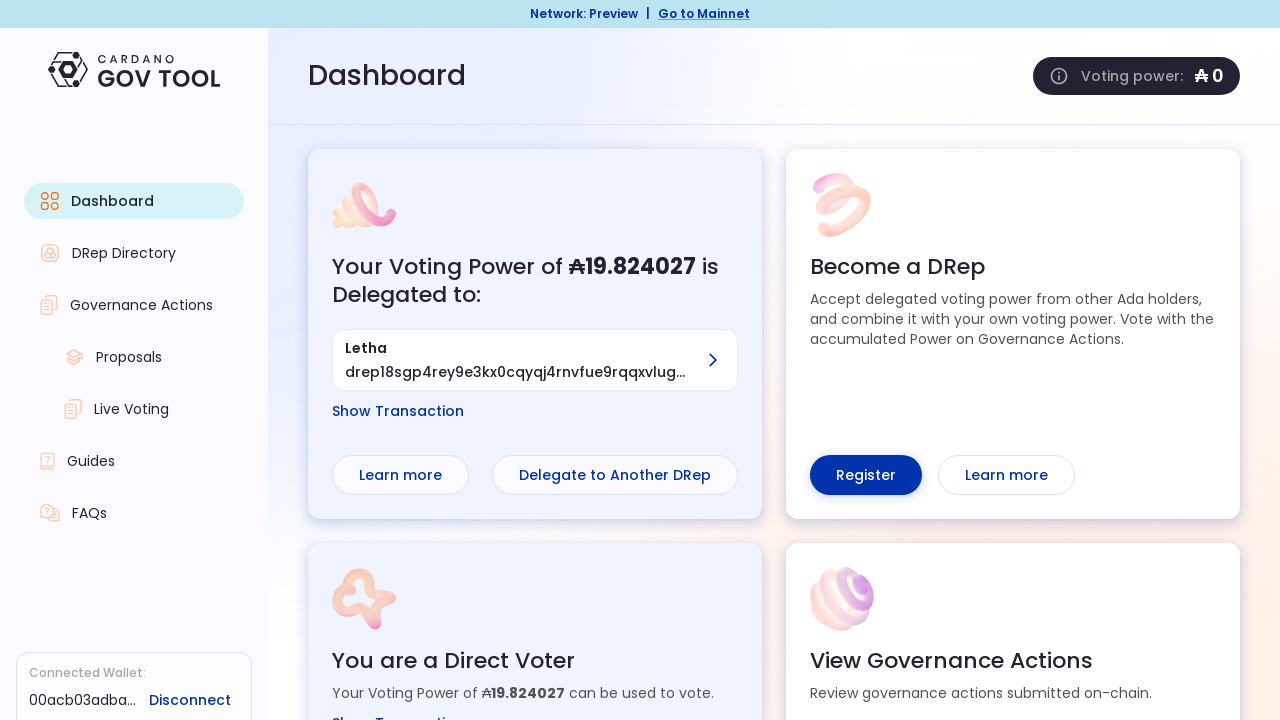 Network: Preview | Go to Mainnet
CARDANO
GOV TOOL
Dashboard
DRep Directory
Governance Actions
Proposals
Live Voting
Guides
FAQs
Connected Wallet:
00acb03adba... Disconnect
Dashboard
Voting power: ₳ 0
Your Voting Power of ₳19.824027 is
Delegated to:
Letha
drep18sgp4rey9e3kx0cqyqj4rnvfue9rqqxvlug...
Show Transaction
Learn more
Delegate to Another DRep
Become a DRep
Accept delegated voting power from other Ada holders,
and combine it with your own voting power. Vote with the
accumulated Power on Governance Actions.
Register
Learn more
You are a Direct Voter
Your Voting Power of ₳19.824027 can be used to vote.
Show Transaction
View Governance Actions
Review governance actions submitted on-chain.